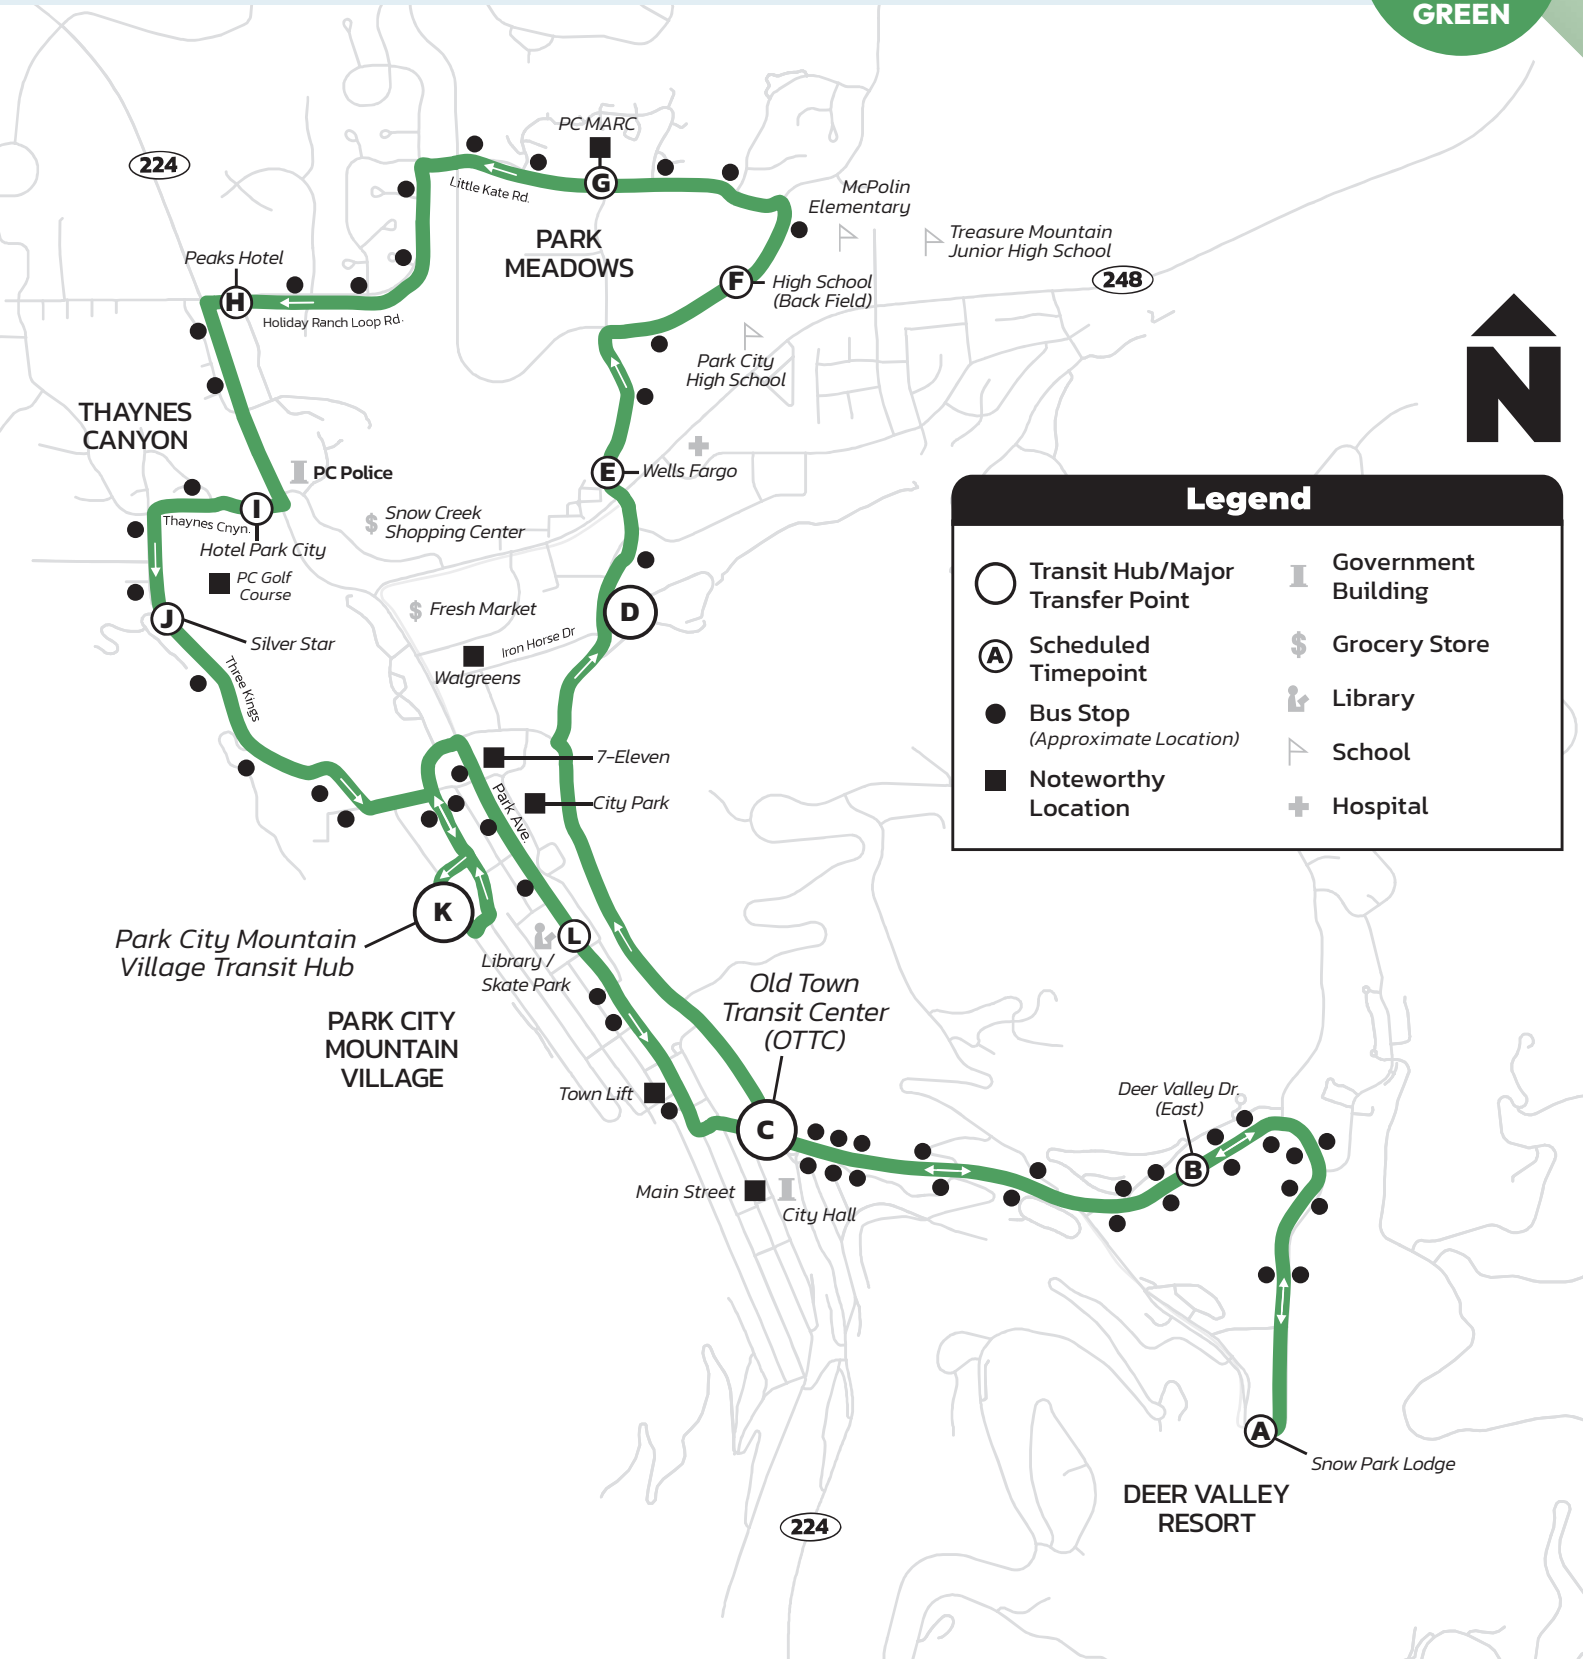 GREEN
PC MARC
G
224
Little Kate Rd.
McPolin
Elementary
Treasure Mountain
Junior High School
PARK
MEADOWS
Peaks Hotel
H
F
High School
(Back Field)
248
Holiday Ranch Loop Rd.
Park City
High School
N
THAYNES
CANYON
PC Police
E
Wells Fargo
I
Thaynes Cnyn.
Hotel Park City
Snow Creek
Shopping Center
$
PC Golf
Course
J
Silver Star
$
Fresh Market
D
Iron Horse Dr
Walgreens
Three Kings
7-Eleven
City Park
Park Ave.
K
Park City Mountain
Village Transit Hub
L
Library /
Skate Park
PARK CITY
MOUNTAIN
VILLAGE
Old Town
Transit Center
(OTTC)
Town Lift
C
Main Street
City Hall
Deer Valley Dr.
(East)
B
A
Snow Park Lodge
DEER VALLEY
RESORT
224
Legend
Transit Hub/Major
Transfer Point
A
Scheduled
Timepoint
Bus Stop
(Approximate Location)
Noteworthy
Location
Government
Building
$
Grocery Store
Library
School
Hospital